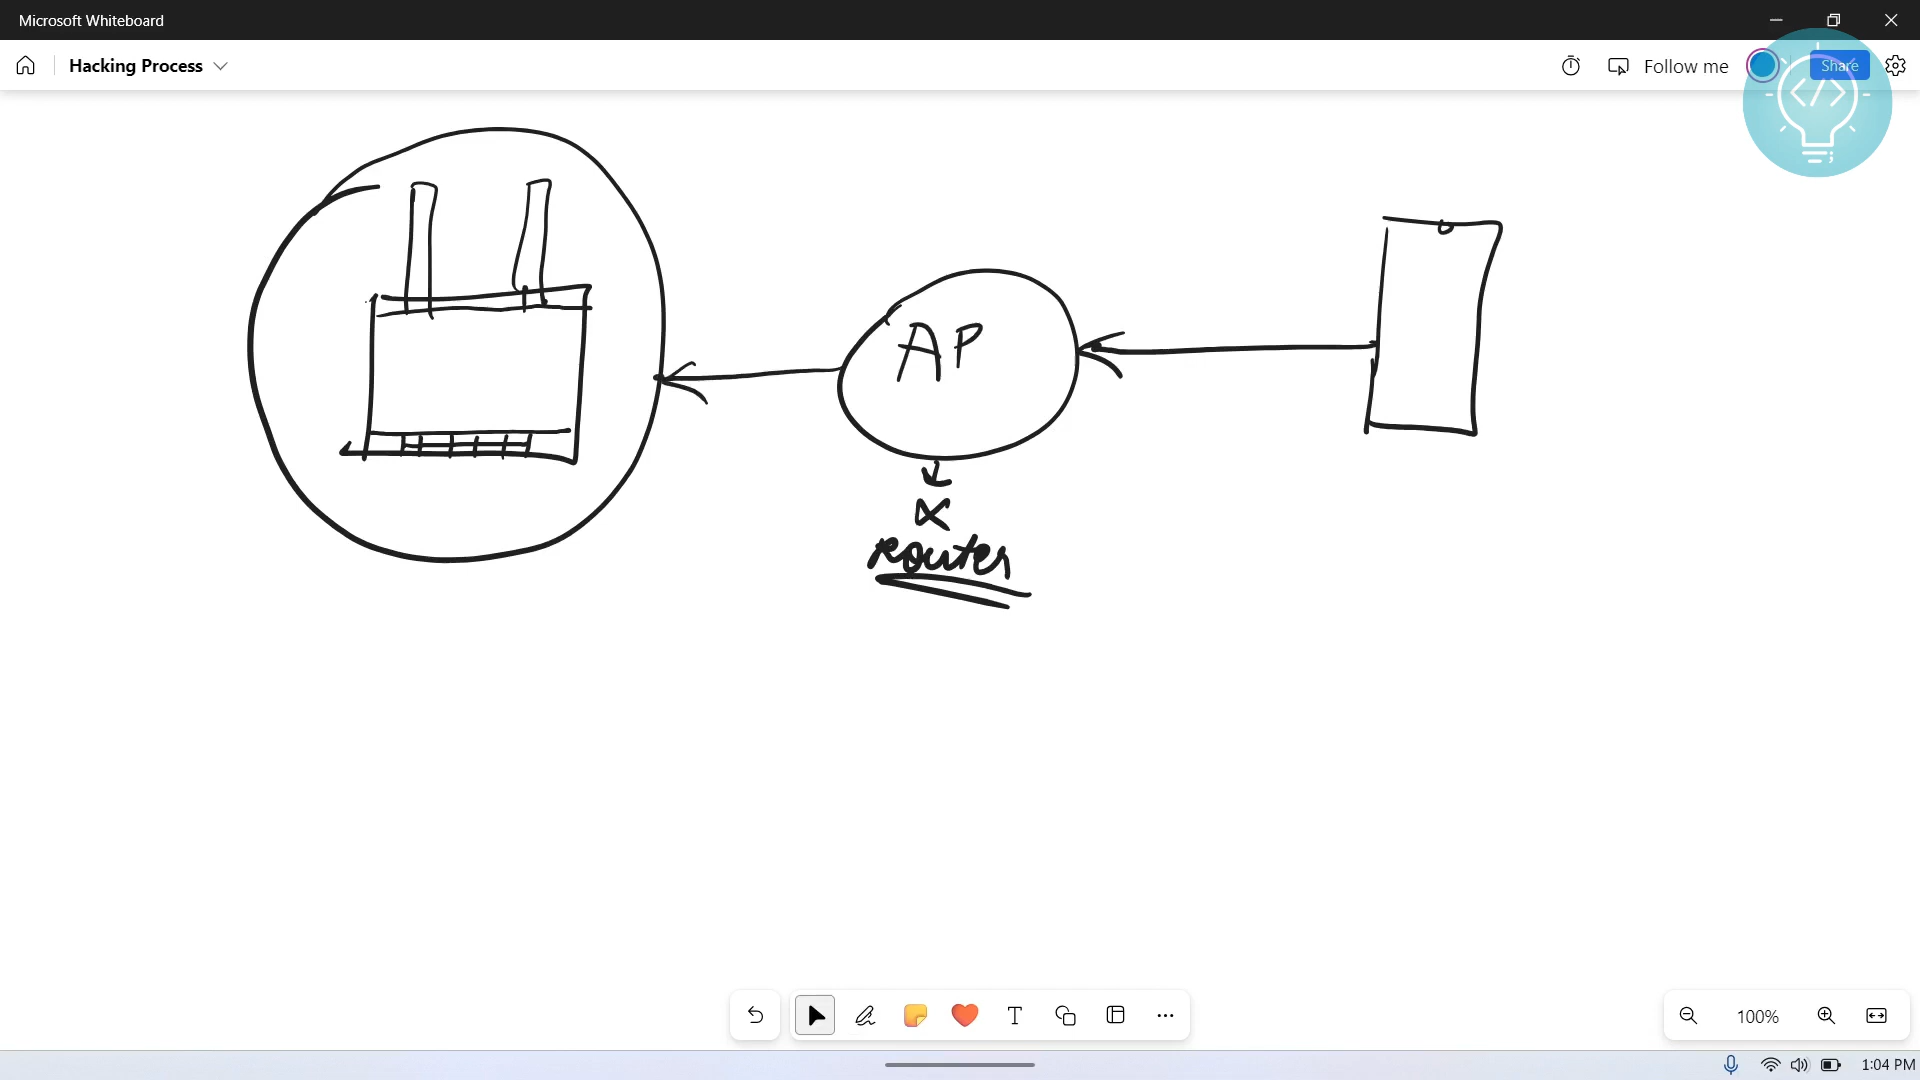 Microsoft Whiteboard
Hacking Process
Follow me
Share
</>
;
AP
router
100%
1:04 PM